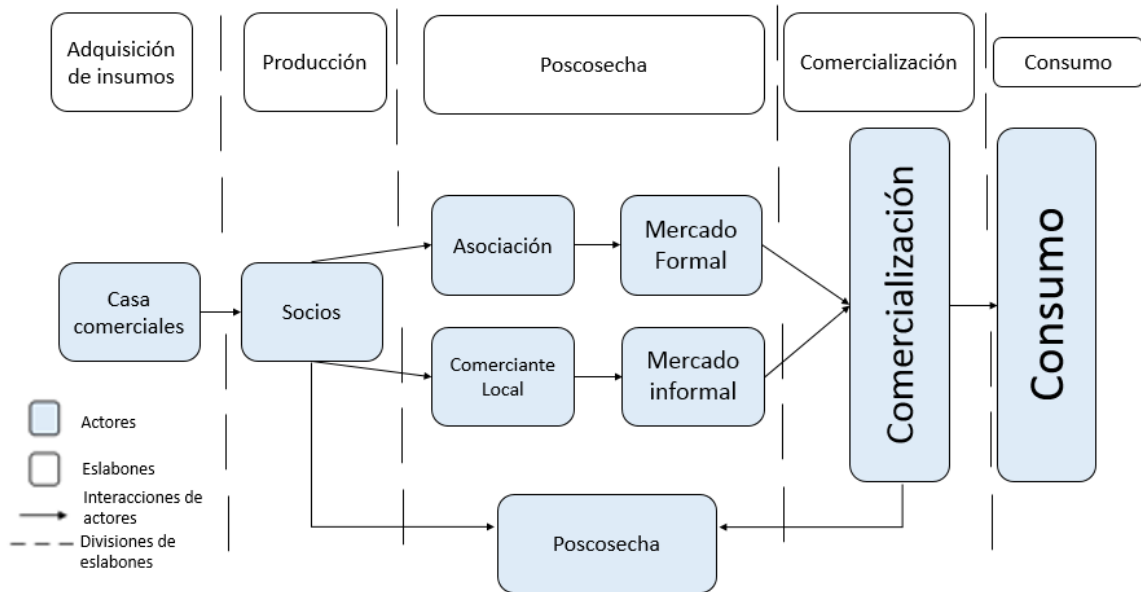 Adquisición
de insumos
Producción
Poscosecha
Comercialización
Consumo
Asociación
Mercado
Formal
Casa
comerciales
Socios
Comerciante
Local
Mercado
informal
Comercialización
Consumo
Poscosecha
Actores
Eslabones
Interacciones de
actores
Divisiones de
eslabones